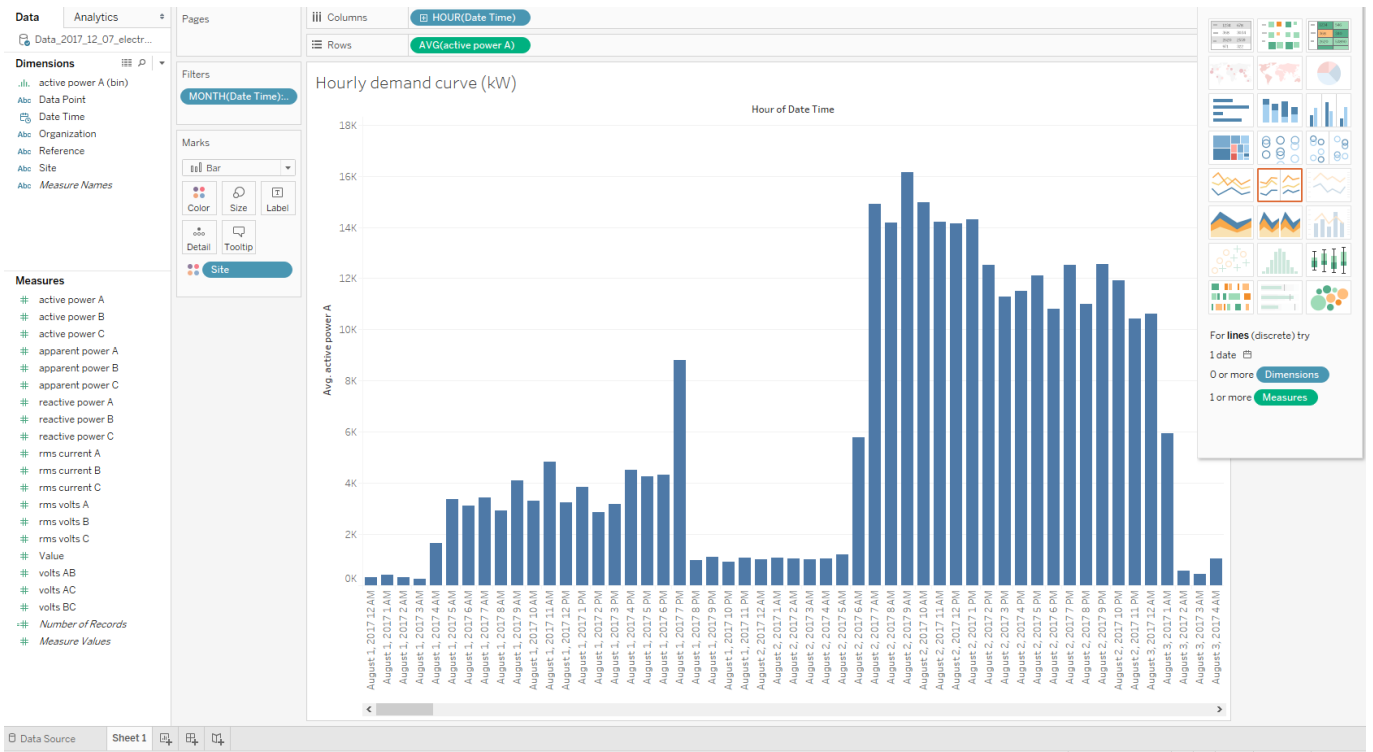 Data
Analytics
Data_2017_12_07_electr...
Dimensions
active power A (bin)
Abc Data Point
Date Time
Abc Organization
Abc Reference
Abc Site
Abc Measure Names
Measures
# active power A
# active power B
# active power C
# apparent power A
# apparent power B
# apparent power C
# reactive power A
# reactive power B
# reactive power C
# rms current A
# rms current B
# rms current C
# rms volts A
# rms volts B
# rms volts C
# Value
# volts AB
# volts AC
# volts BC
# Number of Records
# Measure Values
Pages
Filters
MONTH(Date Time):..
Marks
Bar
Color Size Label
Detail Tooltip
Site
Columns
HOUR(Date Time)
Rows
AVG(active power A)
Hourly demand curve (kW)
Hour of Date Time
Avg. active power A
18K
16K
14K
12K
10K
8K
6K
4K
2K
0K
August 1, 2017 12 AM
August 1, 2017 1 AM
August 1, 2017 2 AM
August 1, 2017 3 AM
August 1, 2017 4 AM
August 1, 2017 5 AM
August 1, 2017 6 AM
August 1, 2017 7 AM
August 1, 2017 8 AM
August 1, 2017 9 AM
August 1, 2017 10 AM
August 1, 2017 11 AM
August 1, 2017 12 PM
August 1, 2017 1 PM
August 1, 2017 2 PM
August 1, 2017 3 PM
August 1, 2017 4 PM
August 1, 2017 5 PM
August 1, 2017 6 PM
August 1, 2017 7 PM
August 1, 2017 8 PM
August 1, 2017 9 PM
August 1, 2017 10 PM
August 1, 2017 11 PM
August 2, 2017 12 AM
August 2, 2017 1 AM
August 2, 2017 2 AM
August 2, 2017 3 AM
August 2, 2017 4 AM
August 2, 2017 5 AM
August 2, 2017 6 AM
August 2, 2017 7 AM
August 2, 2017 8 AM
August 2, 2017 9 AM
August 2, 2017 10 AM
August 2, 2017 11 AM
August 2, 2017 12 PM
August 2, 2017 1 PM
August 2, 2017 2 PM
August 2, 2017 3 PM
August 2, 2017 4 PM
August 2, 2017 5 PM
August 2, 2017 6 PM
August 2, 2017 7 PM
August 2, 2017 8 PM
August 2, 2017 9 PM
August 2, 2017 10 PM
August 2, 2017 11 PM
August 3, 2017 12 AM
August 3, 2017 1 AM
August 3, 2017 2 AM
August 3, 2017 3 AM
August 3, 2017 4 AM
For lines (discrete) try
1 date
0 or more Dimensions
1 or more Measures
Data Source
Sheet 1